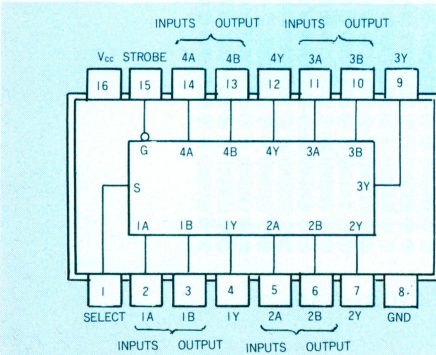 INPUTS OUTPUT INPUTS OUTPUT
Vcc STROBE 4A 4B 4Y 3A 3B 3Y
16 15 14 13 12 11 10 9
G 4A 4B 4Y 3A 3B
S 3Y
1A 1B 1Y 2A 2B 2Y
1 2 3 4 5 6 7 8
SELECT 1A 1B 1Y 2A 2B 2Y GND
INPUTS OUTPUT INPUTS OUTPUT